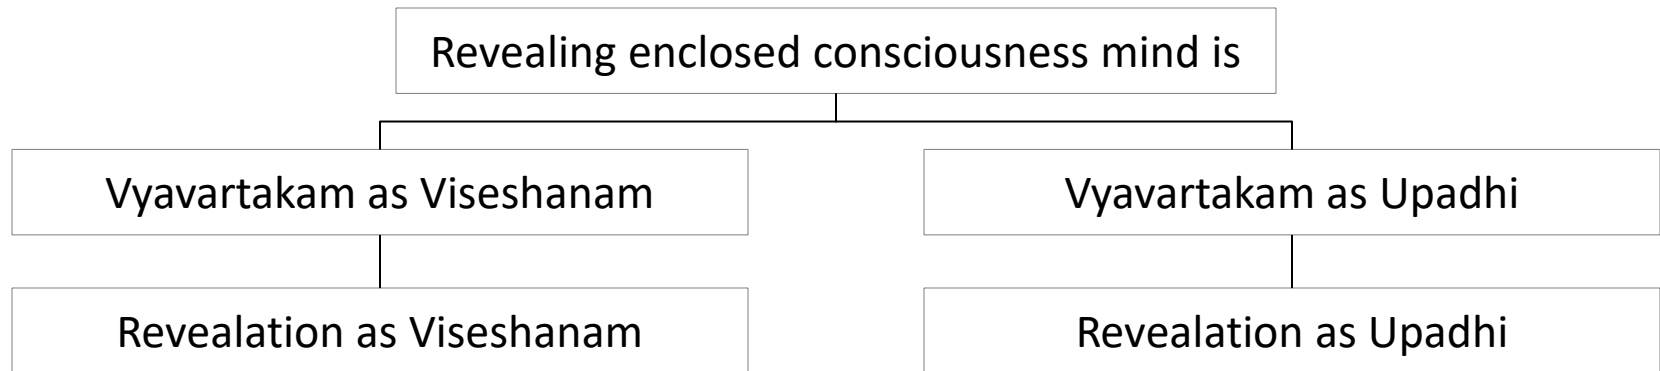 Revealing enclosed consciousness mind is
Vyavartakam as Viseshanam
Vyavartakam as Upadhi
Revealation as Viseshanam
Revealation as Upadhi